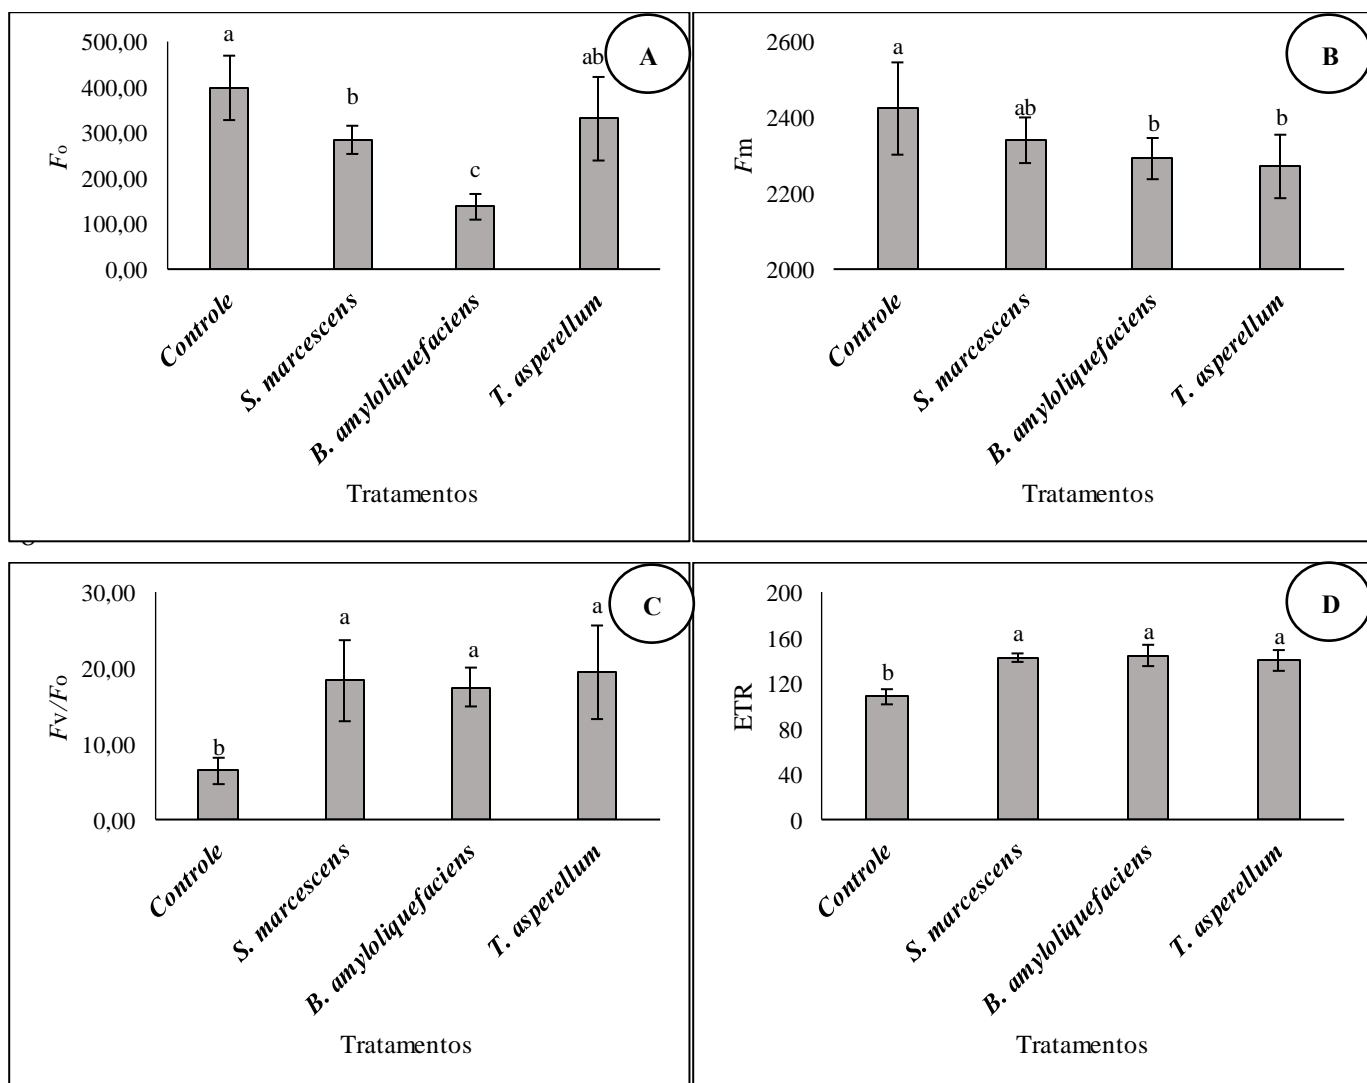 A
500,00
400,00
300,00
200,00
100,00
0,00
Fo
a
b
c
ab
Controle
S. marcescens
B. amyloliquefaciens
T. asperellum
Tratamentos
B
2600
2400
2200
2000
Fm
a
ab
b
b
Controle
S. marcescens
B. amyloliquefaciens
T. asperellum
Tratamentos
C
30,00
20,00
10,00
0,00
Fv/Fo
b
a
a
a
Controle
S. marcescens
B. amyloliquefaciens
T. asperellum
Tratamentos
D
200
160
120
80
40
0
ETR
b
a
a
a
Controle
S. marcescens
B. amyloliquefaciens
T. asperellum
Tratamentos